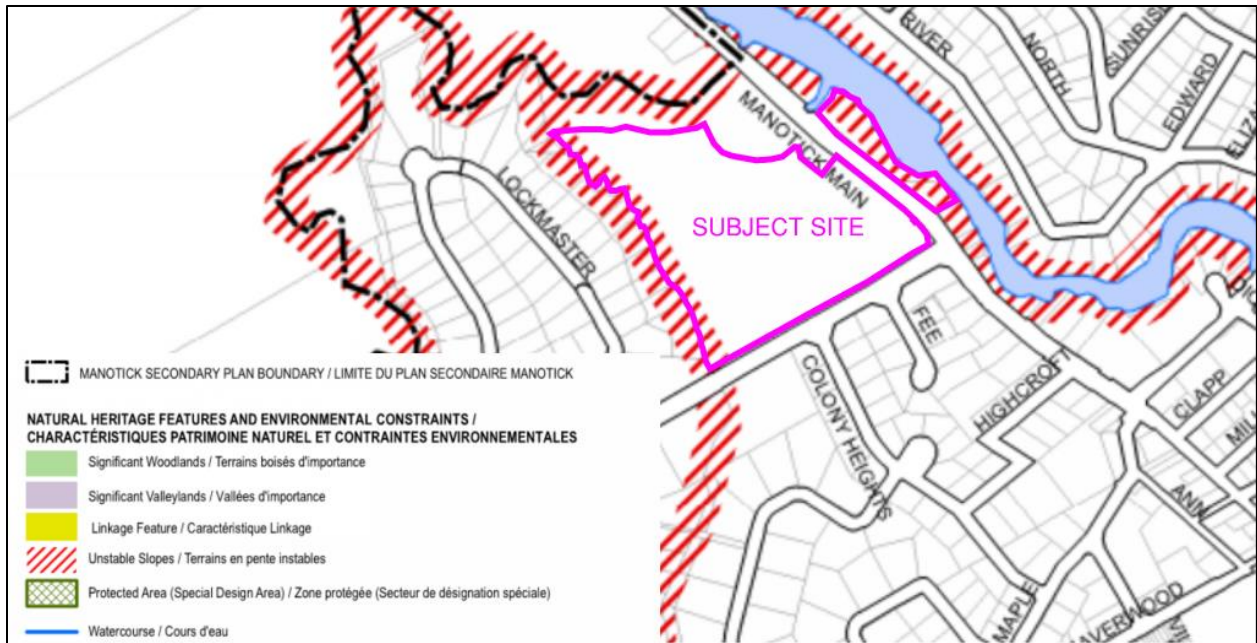 RIVER
NORTH
SUNRISE
EDWARD
MANOTICK MAIN
LOCKMASTER
SUBJECT SITE
FEE
COLONY HEIGHTS
HIGHCROFT
CLAPP
ANN
MAPLE
MANOTICK SECONDARY PLAN BOUNDARY / LIMITE DU PLAN SECONDAIRE MANOTICK
NATURAL HERITAGE FEATURES AND ENVIRONMENTAL CONSTRAINTS /
CHARACTÉRISTIQUES PATRIMOINE NATUREL ET CONTRAINTES ENVIRONNEMENTALES
Significant Woodlands / Terrains boisés d'importance
Significant Valleylands / Vallées d'importance
Linkage Feature / Caractéristique Linkage
Unstable Slopes / Terrains en pente instables
Protected Area (Special Design Area) / Zone protégée (Secteur de désignation spéciale)
Watercourse / Cours d'eau